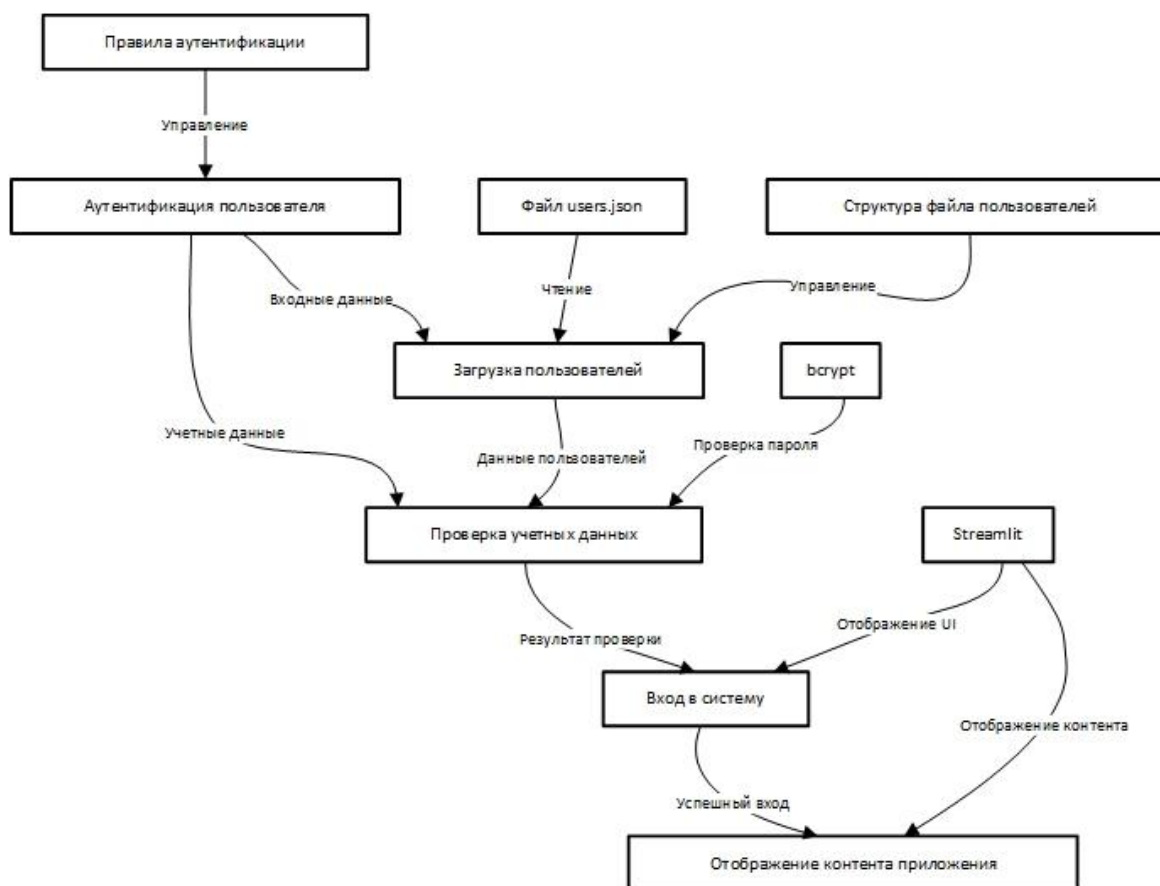 Правила аутентификации
Управление
Аутентификация пользователя
Файл users.json
Структура файла пользователей
Входные данные
Чтение
Управление
Загрузка пользователей
bcrypt
Учетные данные
Данные пользователей
Проверка пароля
Проверка учетных данных
Streamlit
Результат проверки
Отображение UI
Вход в систему
Отображение контента
Успешный вход
Отображение контента приложения